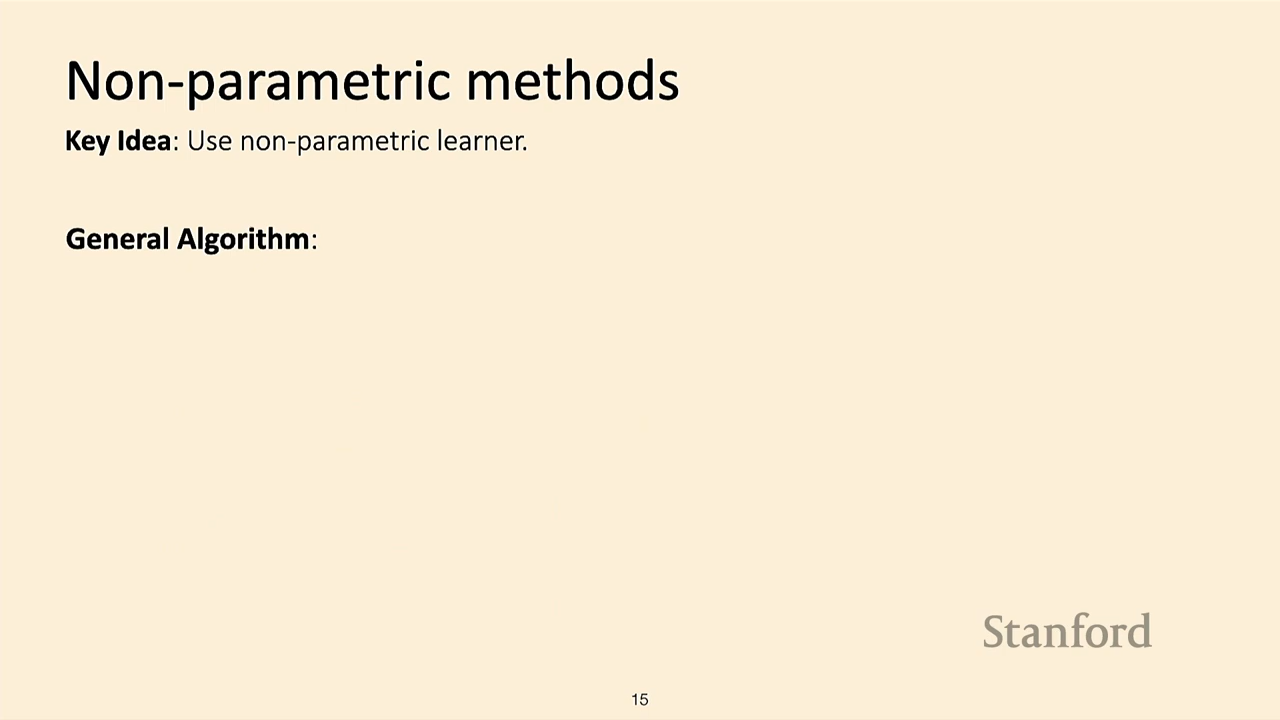 Non-parametric methods
Key Idea: Use non-parametric learner.
General Algorithm:
Stanford
15